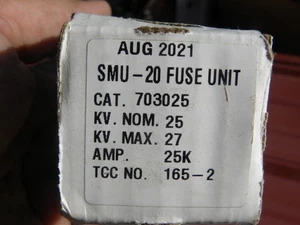 AUG 2021
SMU-20 FUSE UNIT
CAT. 703025
KV. NOM. 25
KV. MAX. 27
AMP. 25K
TCC NO. 165-2